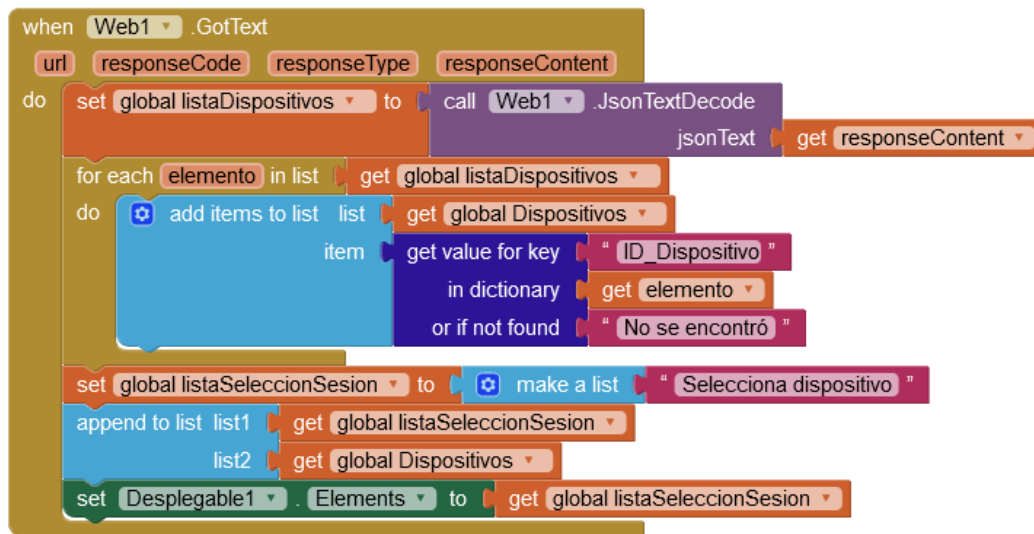 when Web1 .GotText
url responseCode responseType responseContent
do set global listaDispositivos to call Web1 .JsonTextDecode
jsonText get responseContent
for each elemento in list get global listaDispositivos
do add items to list list get global Dispositivos
item get value for key “ ID_Dispositivo ”
in dictionary get elemento
or if not found “ No se encontró ”
set global listaSeleccionSesion to make a list “ Selecciona dispositivo ”
append to list list1 get global listaSeleccionSesion
list2 get global Dispositivos
set Desplegable1 . Elements to get global listaSeleccionSesion